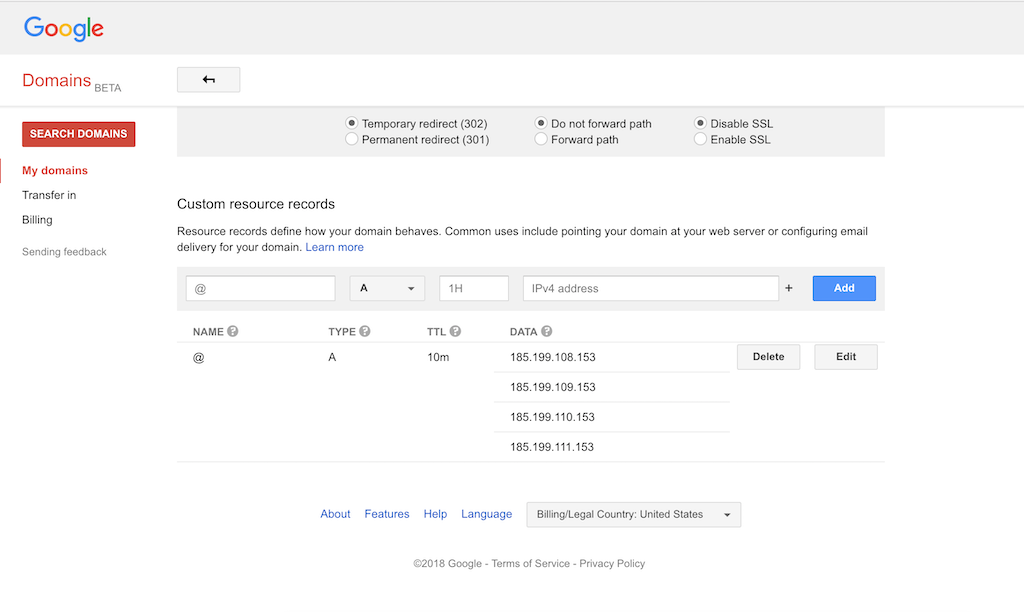 Google
Domains BETA
SEARCH DOMAINS
My domains
Transfer in
Billing
Sending feedback
Temporary redirect (302) Do not forward path Disable SSL
Permanent redirect (301) Forward path Enable SSL
Custom resource records
Resource records define how your domain behaves. Common uses include pointing your domain at your web server or configuring email
delivery for your domain. Learn more
@ A 1H IPv4 address + Add
NAME ? TYPE ? TTL ? DATA ?
@ A 10m 185.199.108.153 Delete Edit
185.199.109.153
185.199.110.153
185.199.111.153
About Features Help Language Billing/Legal Country: United States
©2018 Google - Terms of Service - Privacy Policy